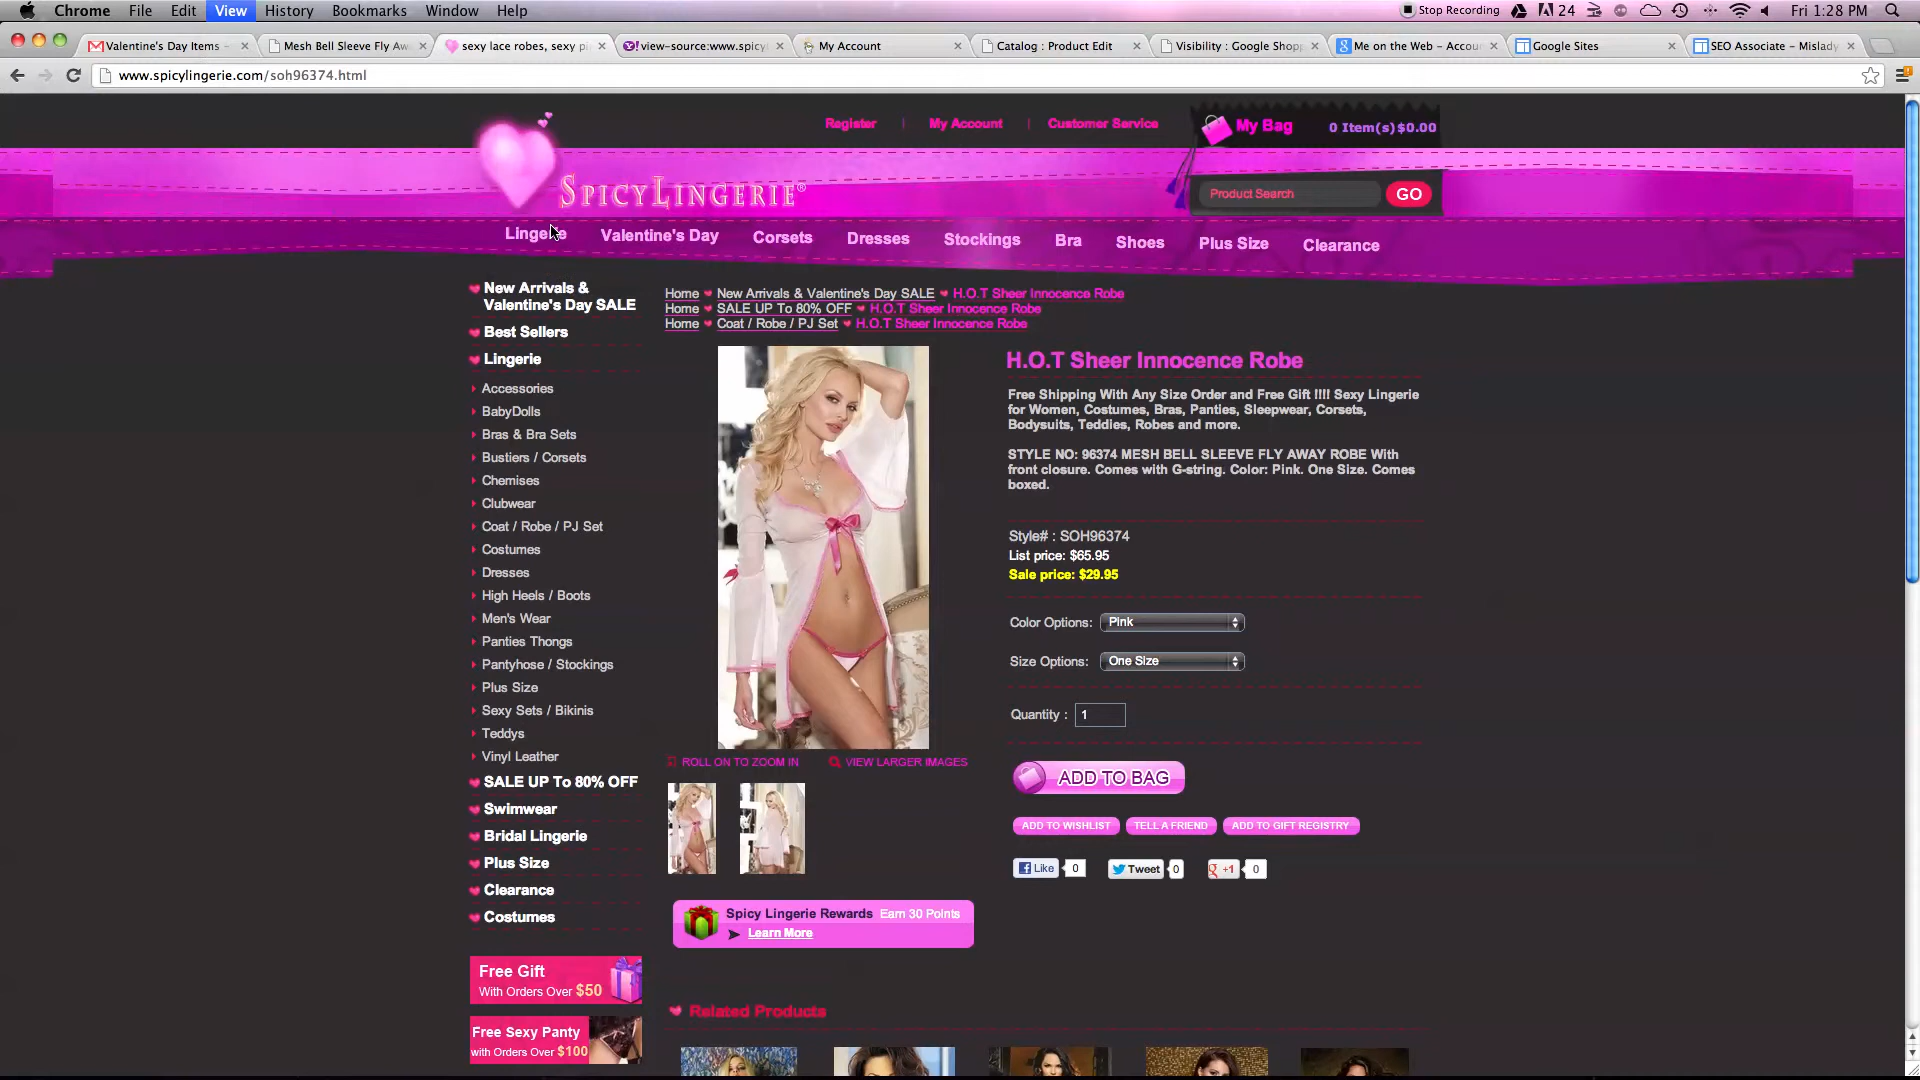 Chrome File Edit View History Bookmarks Window Help Stop Recording 24 Fri 1:28 PM
Valentine's Day Items - Mesh Bell Sleeve Fly Aw sexy lace robes, sexy pi view-source:www.spicy My Account Catalog : Product Edit Visibility : Google Shop Me on the Web – Accou Google Sites SEO Associate – Mislady
www.spicylingerie.com/soh96374.html
Register | My Account | Customer Service My Bag 0 Item(s)$0.00
SPICYLINGERIE® Product Search GO
Lingerie Valentine's Day Corsets Dresses Stockings Bra Shoes Plus Size Clearance
New Arrivals &
Valentine's Day SALE
Best Sellers
Lingerie
Accessories
BabyDolls
Bras & Bra Sets
Bustiers / Corsets
Chemises
Clubwear
Coat / Robe / PJ Set
Costumes
Dresses
High Heels / Boots
Men's Wear
Panties Thongs
Pantyhose / Stockings
Plus Size
Sexy Sets / Bikinis
Teddys
Vinyl Leather
SALE UP To 80% OFF
Swimwear
Bridal Lingerie
Plus Size
Clearance
Costumes
Free Gift
With Orders Over $50
Free Sexy Panty
with Orders Over $100
Home New Arrivals & Valentine's Day SALE H.O.T Sheer Innocence Robe
Home SALE UP To 80% OFF H.O.T Sheer Innocence Robe
Home Coat / Robe / PJ Set H.O.T Sheer Innocence Robe
ROLL ON TO ZOOM IN VIEW LARGER IMAGES
Spicy Lingerie Rewards Earn 30 Points
Learn More
H.O.T Sheer Innocence Robe
Free Shipping With Any Size Order and Free Gift !!!! Sexy Lingerie
for Women, Costumes, Bras, Panties, Sleepwear, Corsets,
Bodysuits, Teddies, Robes and more.
STYLE NO: 96374 MESH BELL SLEEVE FLY AWAY ROBE With
front closure. Comes with G-string. Color: Pink. One Size. Comes
boxed.
Style# : SOH96374
List price: $65.95
Sale price: $29.95
Color Options: Pink
Size Options: One Size
Quantity : 1
ADD TO BAG
ADD TO WISHLIST TELL A FRIEND ADD TO GIFT REGISTRY
Like 0 Tweet 0 +1 0
Related Products